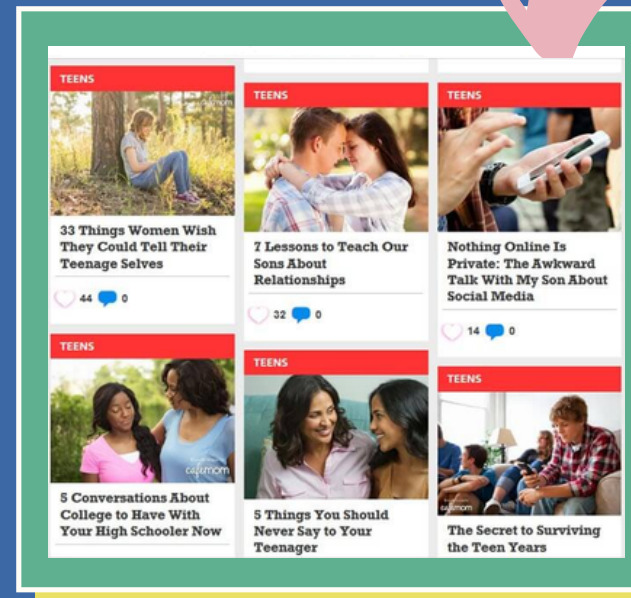 TEENS
cafemom
33 Things Women Wish
They Could Tell Their
Teenage Selves
44 0
TEENS
5 Conversations About
College to Have With
Your High Schooler Now
cafemom
TEENS
7 Lessons to Teach Our
Sons About
Relationships
32 0
TEENS
5 Things You Should
Never Say to Your
Teenager
TEENS
Nothing Online Is
Private: The Awkward
Talk With My Son About
Social Media
14 0
TEENS
cafemom
The Secret to Surviving
the Teen Years